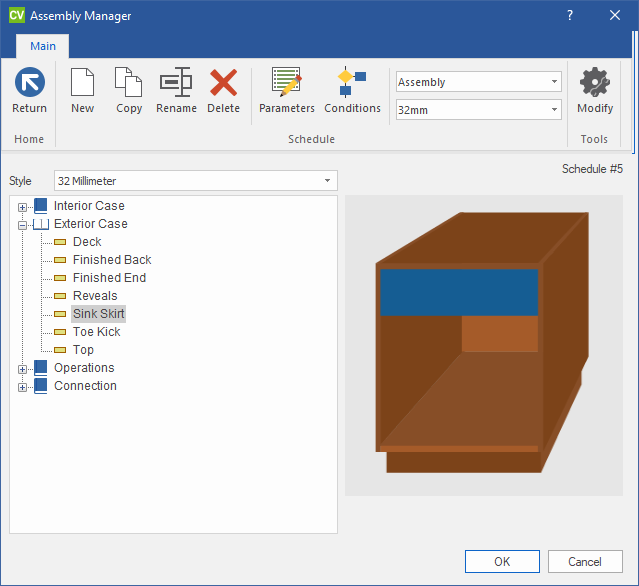 CV Assembly Manager ?
Main
Return New Copy Rename Delete Parameters Conditions Assembly 32mm Modify
Home Schedule Tools
Schedule #5
Style 32 Millimeter
Interior Case
Exterior Case
Deck
Finished Back
Finished End
Reveals
Sink Skirt
Toe Kick
Top
Operations
Connection
OK Cancel